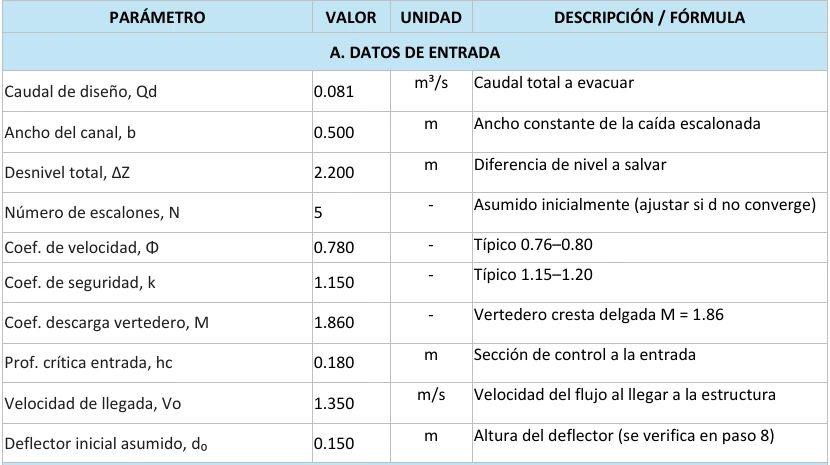 PARÁMETRO VALOR UNIDAD DESCRIPCIÓN / FÓRMULA
A. DATOS DE ENTRADA
Caudal de diseño, Qd 0.081 m³/s Caudal total a evacuar
Ancho del canal, b 0.500 m Ancho constante de la caída escalonada
Desnivel total, ΔZ 2.200 m Diferencia de nivel a salvar
Número de escalones, N 5 - Asumido inicialmente (ajustar si d no converge)
Coef. de velocidad, Φ 0.780 - Típico 0.76–0.80
Coef. de seguridad, k 1.150 - Típico 1.15–1.20
Coef. descarga vertedero, M 1.860 - Vertedero cresta delgada M = 1.86
Prof. crítica entrada, hc 0.180 m Sección de control a la entrada
Velocidad de llegada, Vo 1.350 m/s Velocidad del flujo al llegar a la estructura
Deflector inicial asumido, d₀ 0.150 m Altura del deflector (se verifica en paso 8)